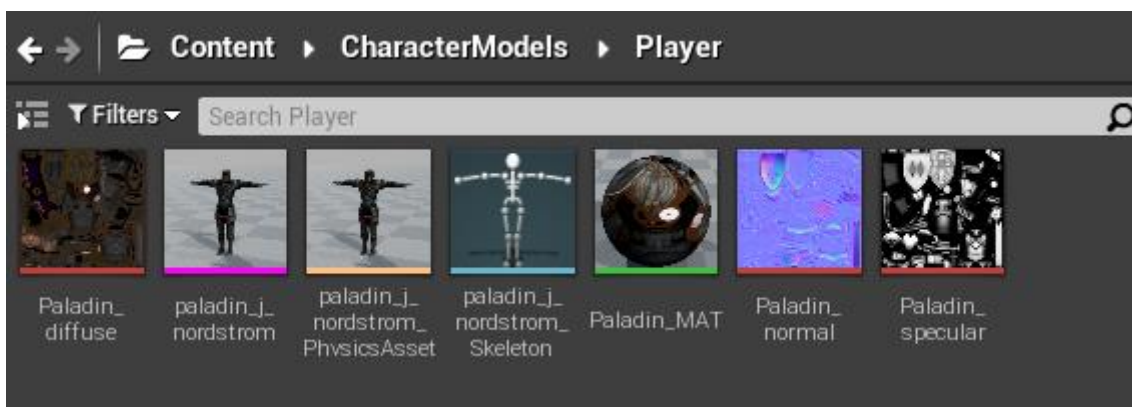 Content CharacterModels Player
Filters Search Player
Paladin_
diffuse
paladin_j_
nordstrom
paladin_j_
nordstrom_
PhysicsAsset
paladin_j_
nordstrom_
Skeleton
Paladin_MAT
Paladin_
normal
Paladin_
specular